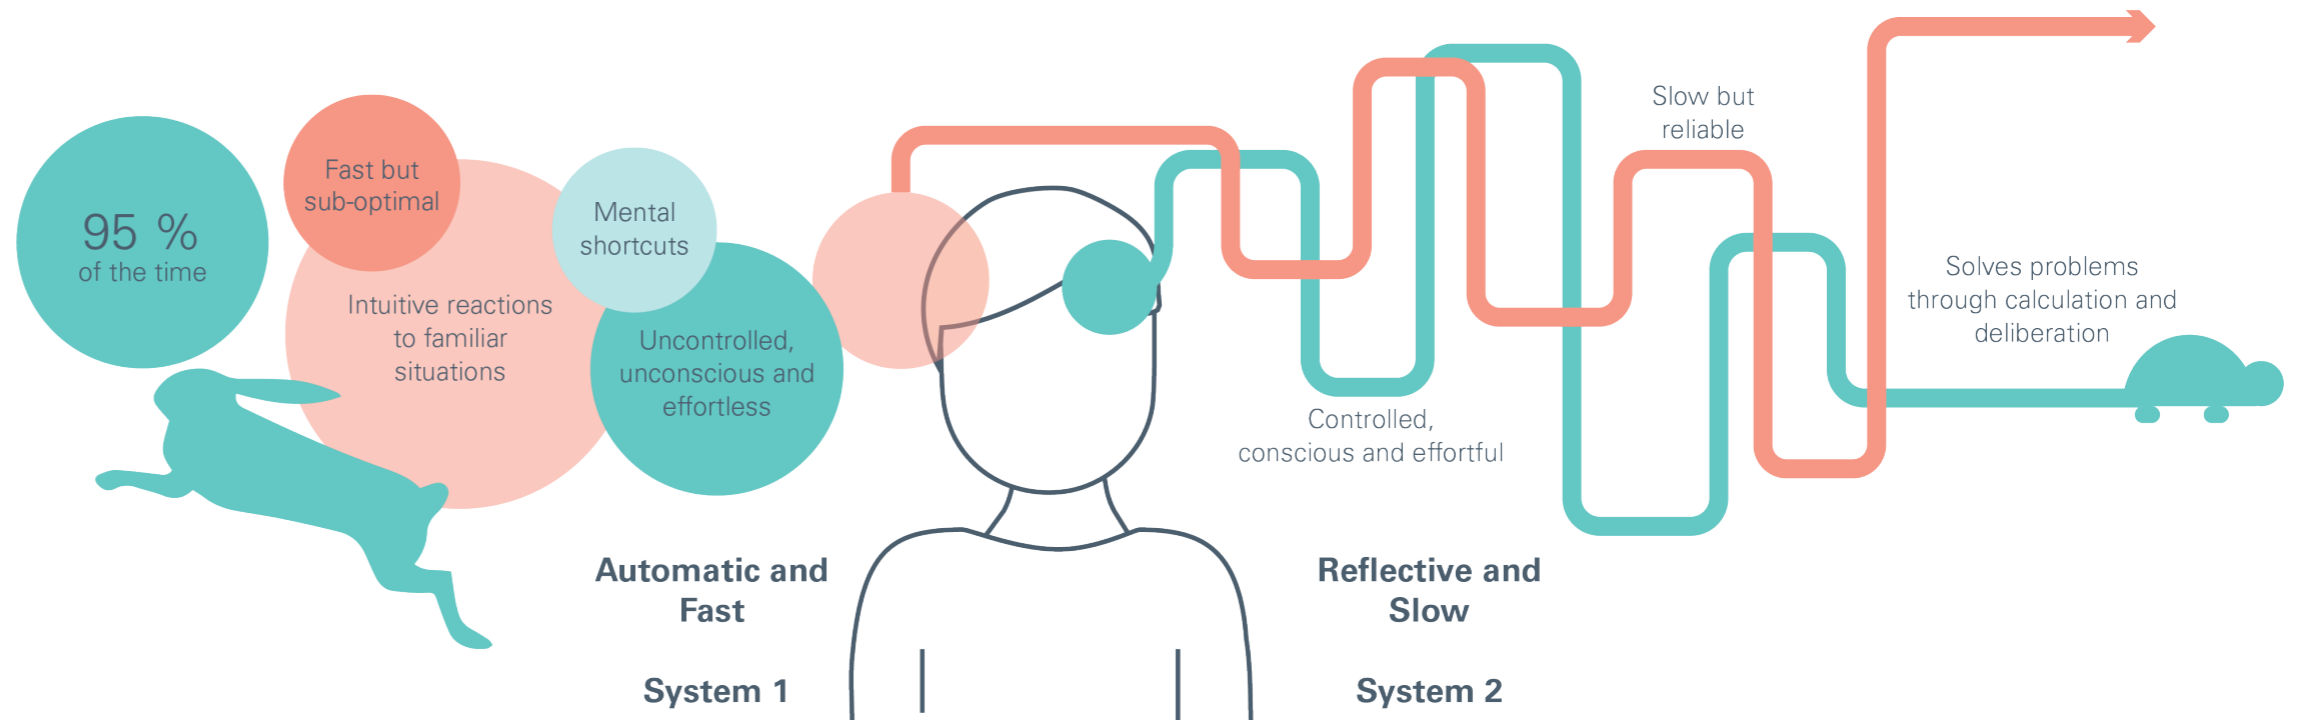 95 %
of the time
Fast but
sub-optimal
Intuitive reactions
to familiar
situations
Mental
shortcuts
Uncontrolled,
unconscious and
effortless
Automatic and
Fast
System 1
Slow but
reliable
Controlled,
conscious and effortful
Solves problems
through calculation and
deliberation
Reflective and
Slow
System 2